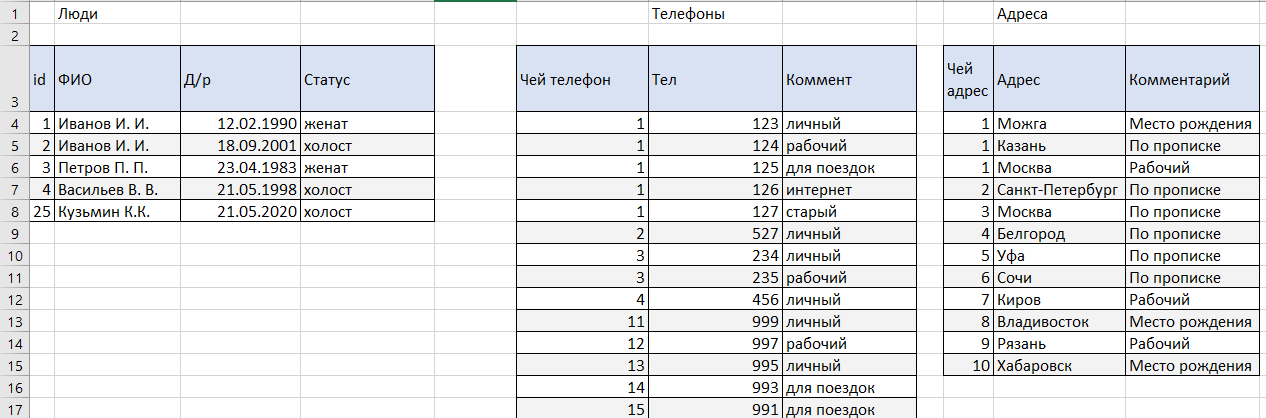 1 Люди Телефоны Адреса
2
3 id ФИО Д/р Статус Чей телефон Тел Коммент Чей адрес Адрес Комментарий
4 1 Иванов И. И. 12.02.1990 женат 1 123 личный 1 Можга Место рождения
5 2 Иванов И. И. 18.09.2001 холост 1 124 рабочий 1 Казань По прописке
6 3 Петров П. П. 23.04.1983 женат 1 125 для поездок 1 Москва Рабочий
7 4 Васильев В. В. 21.05.1998 холост 1 126 интернет 2 Санкт-Петербург По прописке
8 25 Кузьмин К.К. 21.05.2020 холост 1 127 старый 3 Москва По прописке
9 2 527 личный 4 Белгород По прописке
10 3 234 личный 5 Уфа По прописке
11 3 235 рабочий 6 Сочи По прописке
12 4 456 личный 7 Киров Рабочий
13 11 999 личный 8 Владивосток Место рождения
14 12 997 рабочий 9 Рязань Рабочий
15 13 995 личный 10 Хабаровск Место рождения
16 14 993 для поездок
17 15 991 для поездок